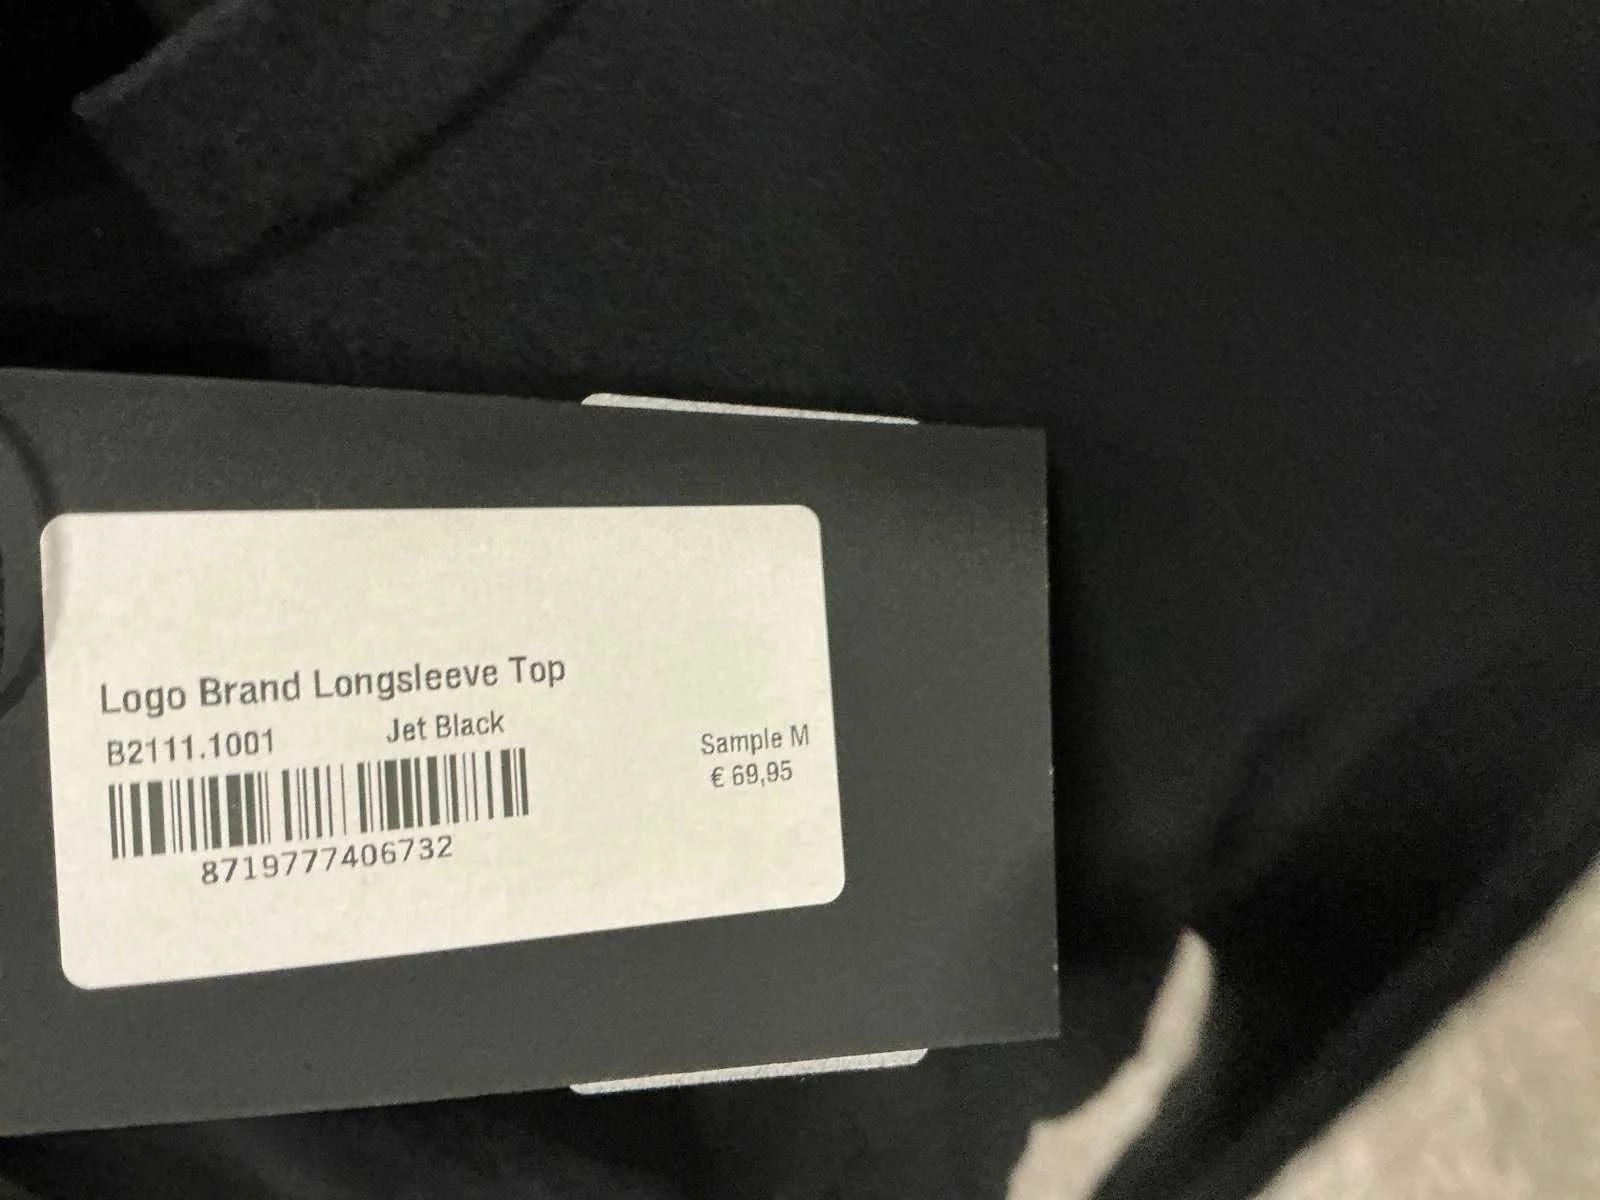 Logo Brand Longsleeve Top
B2111.1001 Jet Black
Sample M
€ 69,95
8719777406732